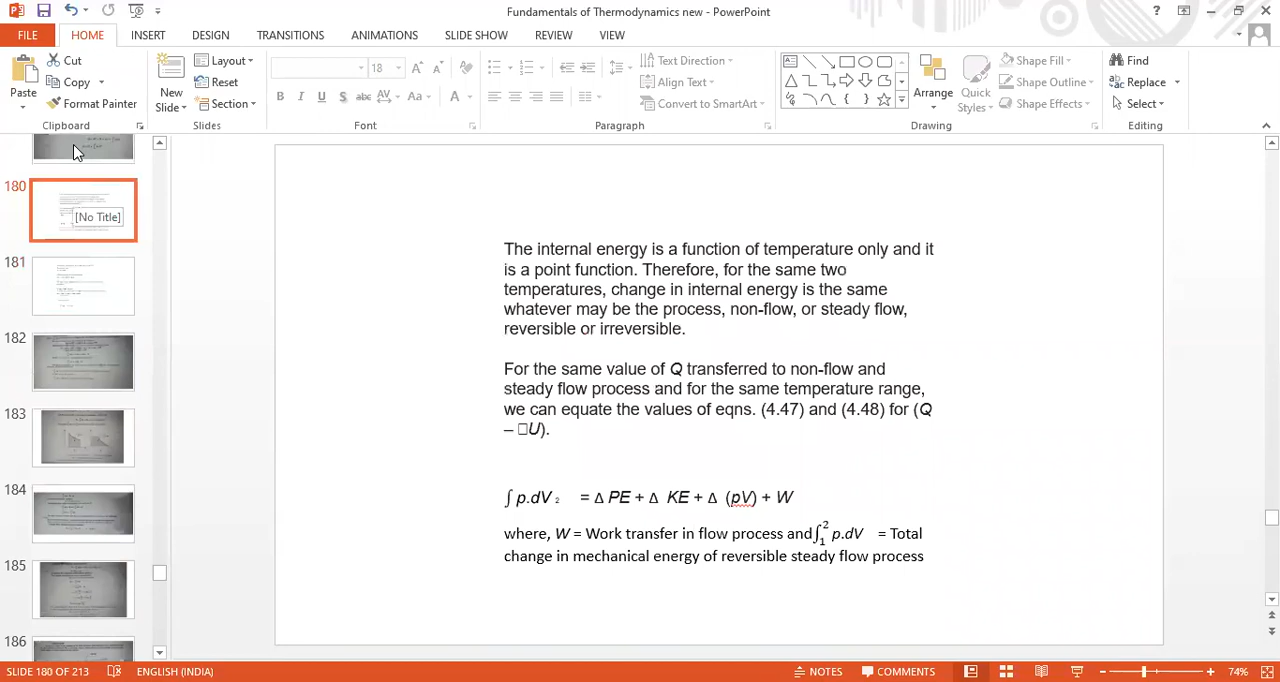 Fundamentals of Thermodynamics new - PowerPoint
FILE HOME INSERT DESIGN TRANSITIONS ANIMATIONS SLIDE SHOW REVIEW VIEW
Paste
Cut
Copy
Format Painter
Clipboard
New Slide
Layout
Reset
Section
Slides
18
B I U S abc AV Aa A
Font
Text Direction
Align Text
Convert to SmartArt
Paragraph
Arrange
Quick Styles
Shape Fill
Shape Outline
Shape Effects
Drawing
Find
Replace
Select
Editing
180
[No Title]
181
182
183
184
185
186
The internal energy is a function of temperature only and it
is a point function. Therefore, for the same two
temperatures, change in internal energy is the same
whatever may be the process, non-flow, or steady flow,
reversible or irreversible.
For the same value of Q transferred to non-flow and
steady flow process and for the same temperature range,
we can equate the values of eqns. (4.47) and (4.48) for (Q
– □U).
∫ p.dV 2 = Δ PE + Δ KE + Δ (pV) + W
where, W = Work transfer in flow process and ∫₁² p.dV = Total
change in mechanical energy of reversible steady flow process
SLIDE 180 OF 213 ENGLISH (INDIA) NOTES COMMENTS 74%